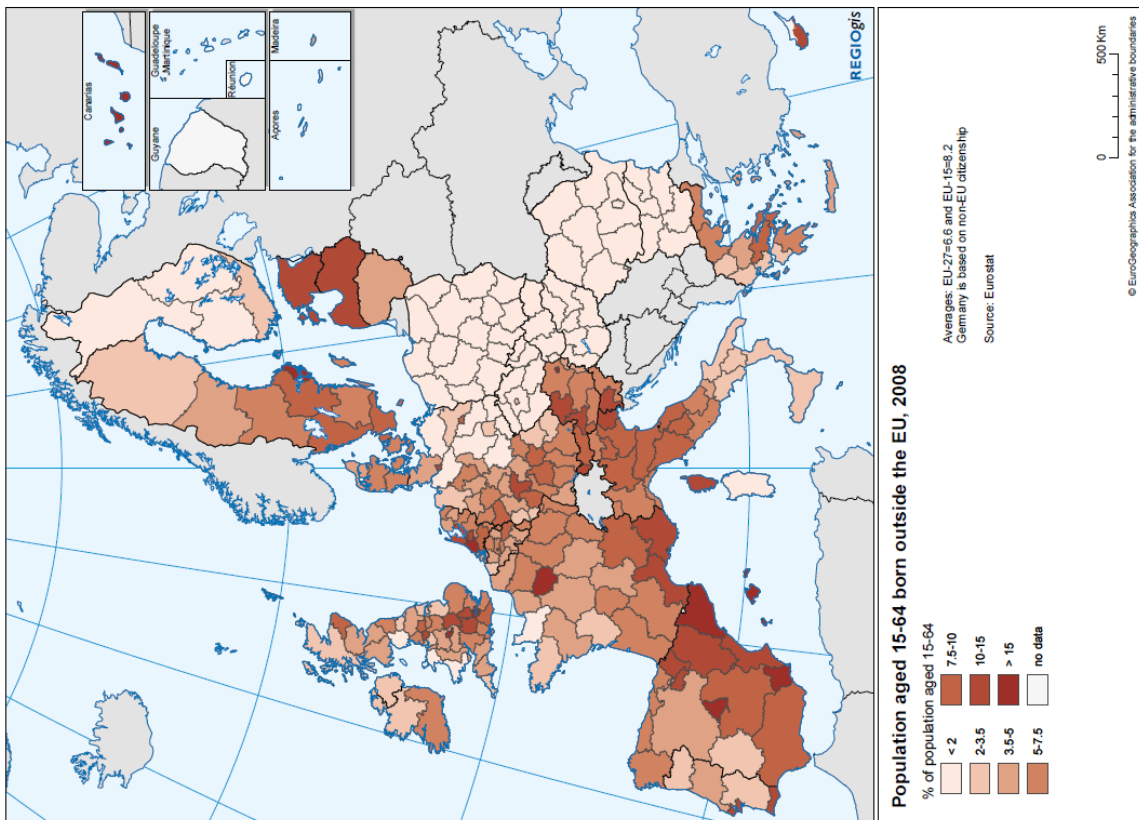 Canarias
Guyane
Guadeloupe
Martinique
Réunion
Açores
Madeira
REGIOgis
Population aged 15-64 born outside the EU, 2008
% of population aged 15-64
< 2
2-3.5
3.5-5
5-7.5
7.5-10
10-15
> 15
no data
Averages: EU-27=6.6 and EU-15=8.2
Germany is based on non-EU citizenship
Source: Eurostat
0
500 Km
© EuroGeographics Association for the administrative boundaries